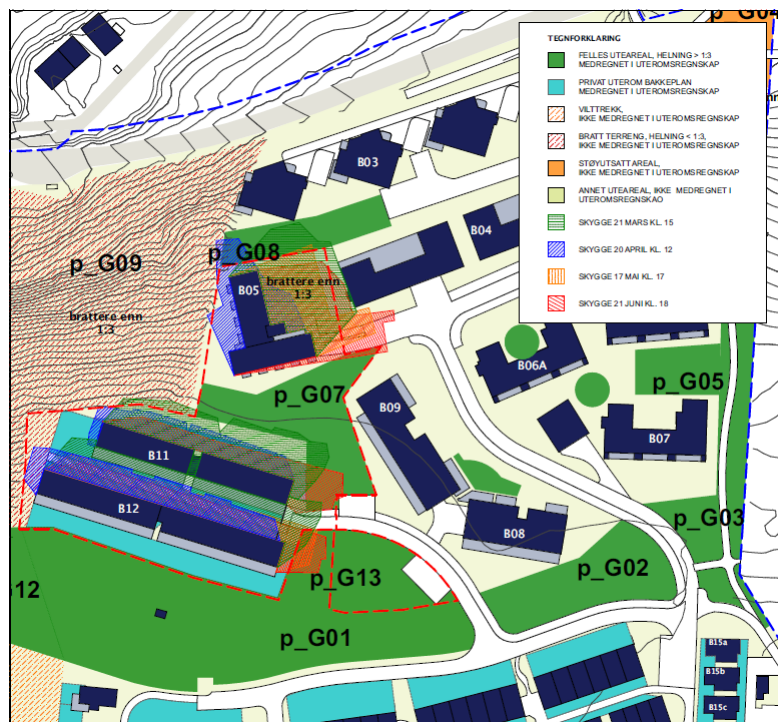 p_G04
TEGNFORKLARING
FELLES UTEAREAL, HELNING > 1:3
MEDREGNET I UTEROMSREGNSKAP
PRIVAT UTEROM BAKKEPLAN
MEDREGNET I UTEROMSREGNSKAP
VILTTREKK,
IKKE MEDREGNET I UTEROMSREGNSKAP
BRATT TERRENG, HELNING < 1:3,
IKKE MEDREGNET I UTEROMSREGNSKAP
STØYUTSATT AREAL,
IKKE MEDREGNET I UTEROMSREGNSKAP
ANNET UTEAREAL, IKKE MEDREGNET I
UTEROMSREGNSKAO
SKYGGE 21 MARS KL. 15
SKYGGE 20 APRIL KL. 12
SKYGGE 17 MAI KL. 17
SKYGGE 21 JUNI KL. 18
B03
B04
p_G08
p_G09
B05
brattere enn
1:3
brattere enn
1:3
B06A
p_G05
p_G07
B09
B07
B11
B12
B08
p_G03
p_G02
p_G13
G12
p_G01
B15a
B15b
B15c